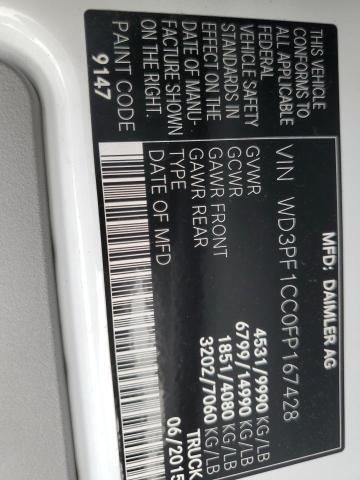 MFD; DAIMLER AG
VIN WD3PF1CC0FP167428
THIS VEHICLE
ALL APPLICABLE
FEDERAL
VEHICLE SAFETY
STANDARDS IN
EFFECT ON THE
DATE OF MANU-
FACTURE SHOWN
ON THE RIGHT.
PAINT CODE
9147
GVWR 4531/9990 KG/LB
GCWR 6799/14990 KG/LB
GAWR FRONT 1851/4080 KG/LB
GAWR REAR 3202/7060 KG/LB
TYPE TRUCK
DATE OF MFD 06/2015